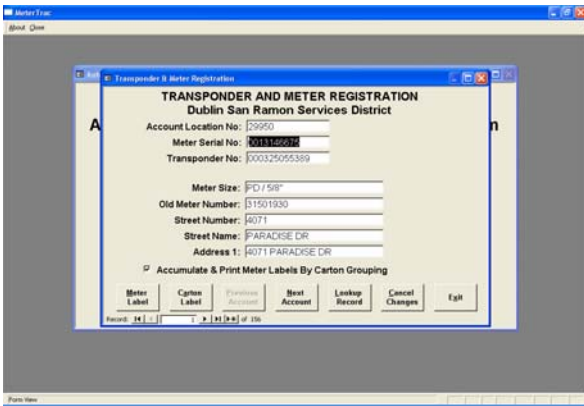 MeterTrac
About Close
Transponder & Meter Registration
TRANSPONDER AND METER REGISTRATION
Dublin San Ramon Services District
A
n
Account Location No: 29950
Meter Serial No: 0013146675
Transponder No: 000325055389
Meter Size: PD / 5/8"
Old Meter Number: 31501930
Street Number: 4071
Street Name: PARADISE DR
Address 1: 4071 PARADISE DR
Accumulate & Print Meter Labels By Carton Grouping
Meter Label
Carton Label
Previous Account
Next Account
Lookup Record
Cancel Changes
Exit
Record: 1 of 156
Form View